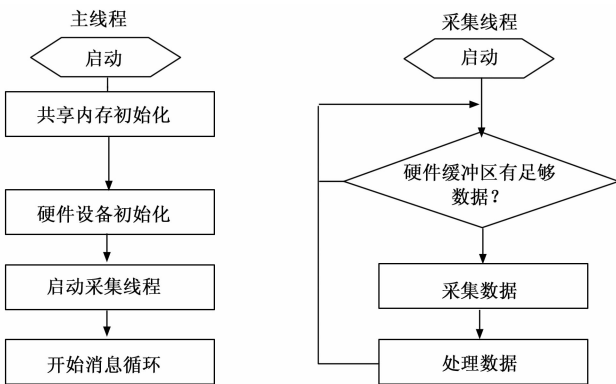 主线程
启动
共享内存初始化
硬件设备初始化
启动采集线程
开始消息循环
采集线程
启动
硬件缓冲区有足够
数据?
采集数据
处理数据